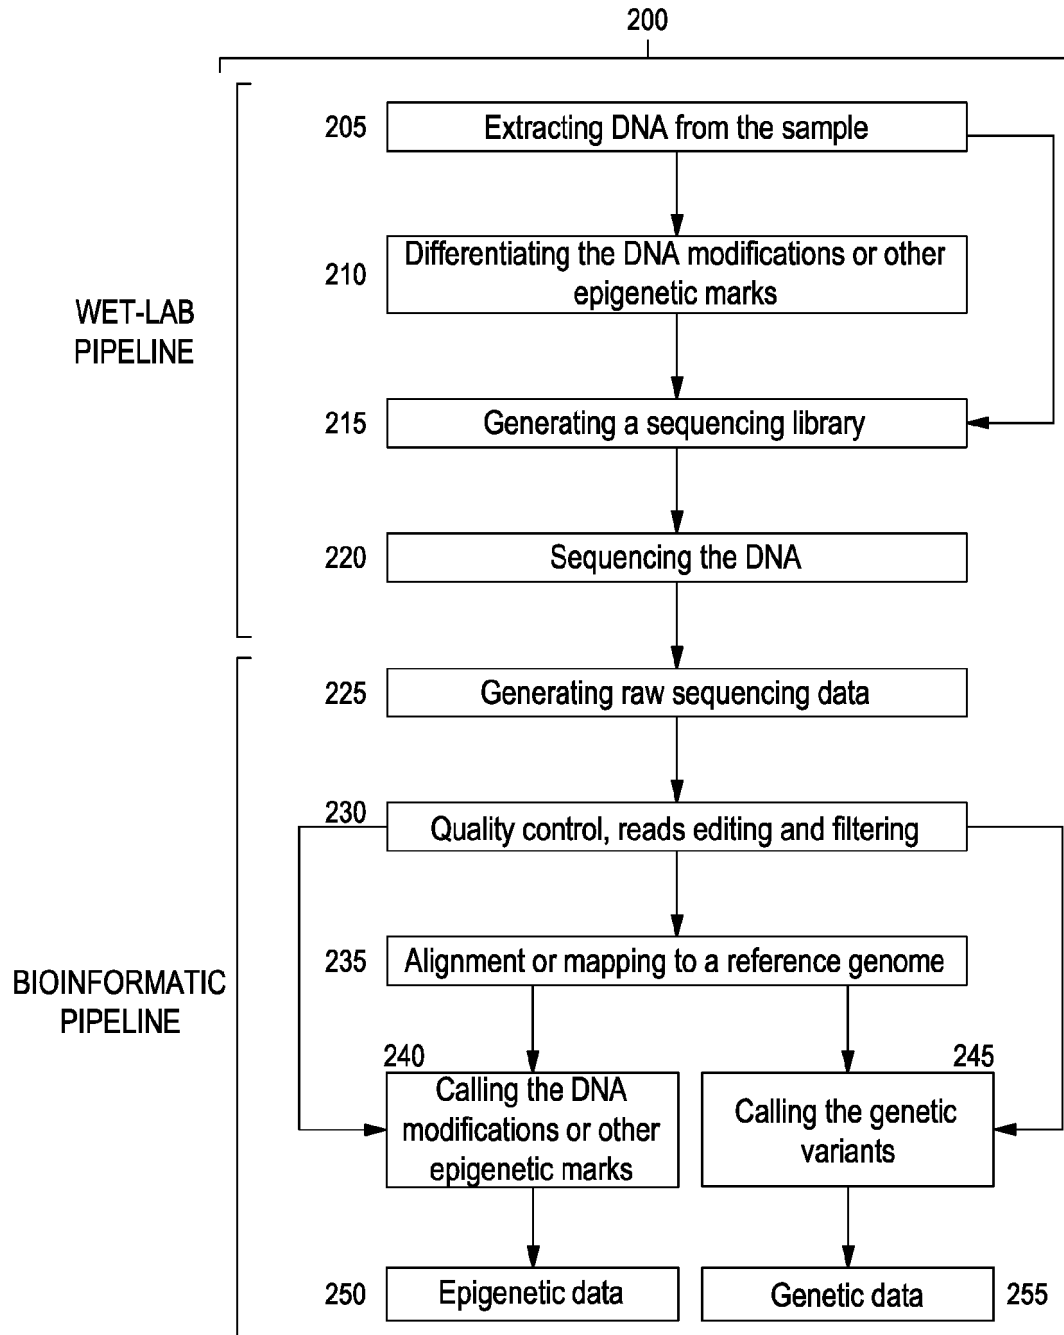 200
205
Extracting DNA from the sample
210
Differentiating the DNA modifications or other
epigenetic marks
WET-LAB
PIPELINE
215
Generating a sequencing library
220
Sequencing the DNA
225
Generating raw sequencing data
230
Quality control, reads editing and filtering
235
Alignment or mapping to a reference genome
BIOINFORMATIC
PIPELINE
240
Calling the DNA
modifications or other
epigenetic marks
245
Calling the genetic
variants
250
Epigenetic data
Genetic data
255